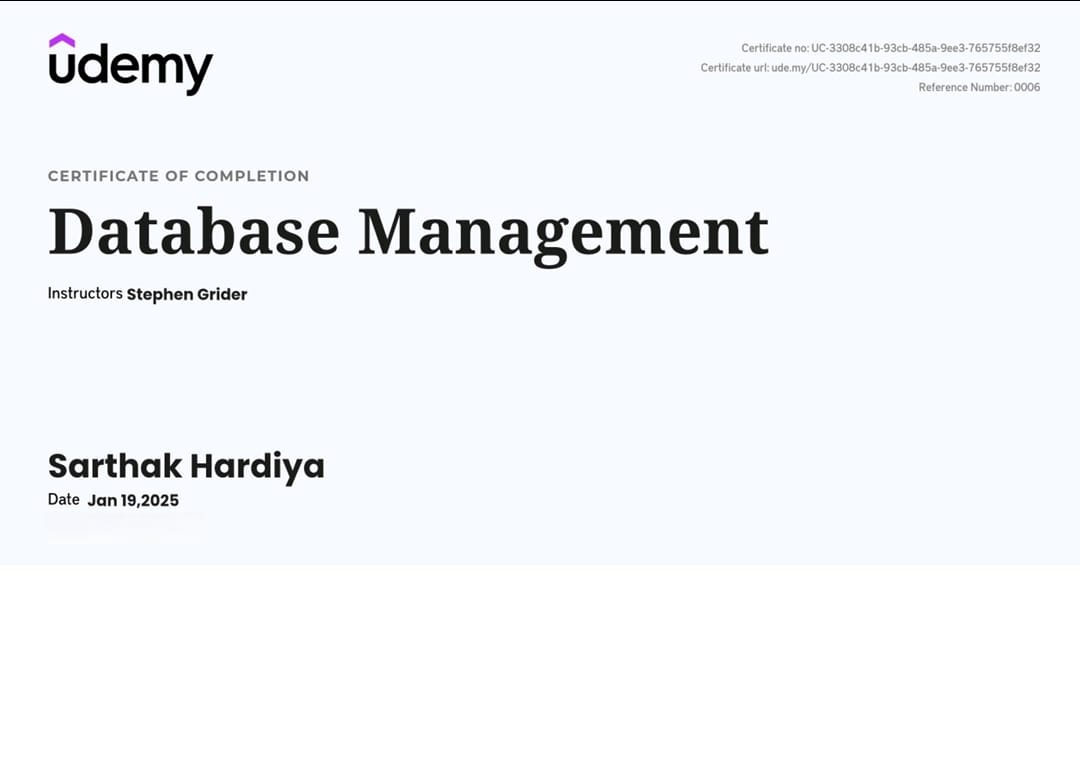 udemy
Certificate no: UC-3308c41b-93cb-485a-9ee3-765755f8ef32
Certificate url: ude.my/UC-3308c41b-93cb-485a-9ee3-765755f8ef32
Reference Number: 0006
CERTIFICATE OF COMPLETION
Database Management
Instructors Stephen Grider
Sarthak Hardiya
Date Jan 19,2025